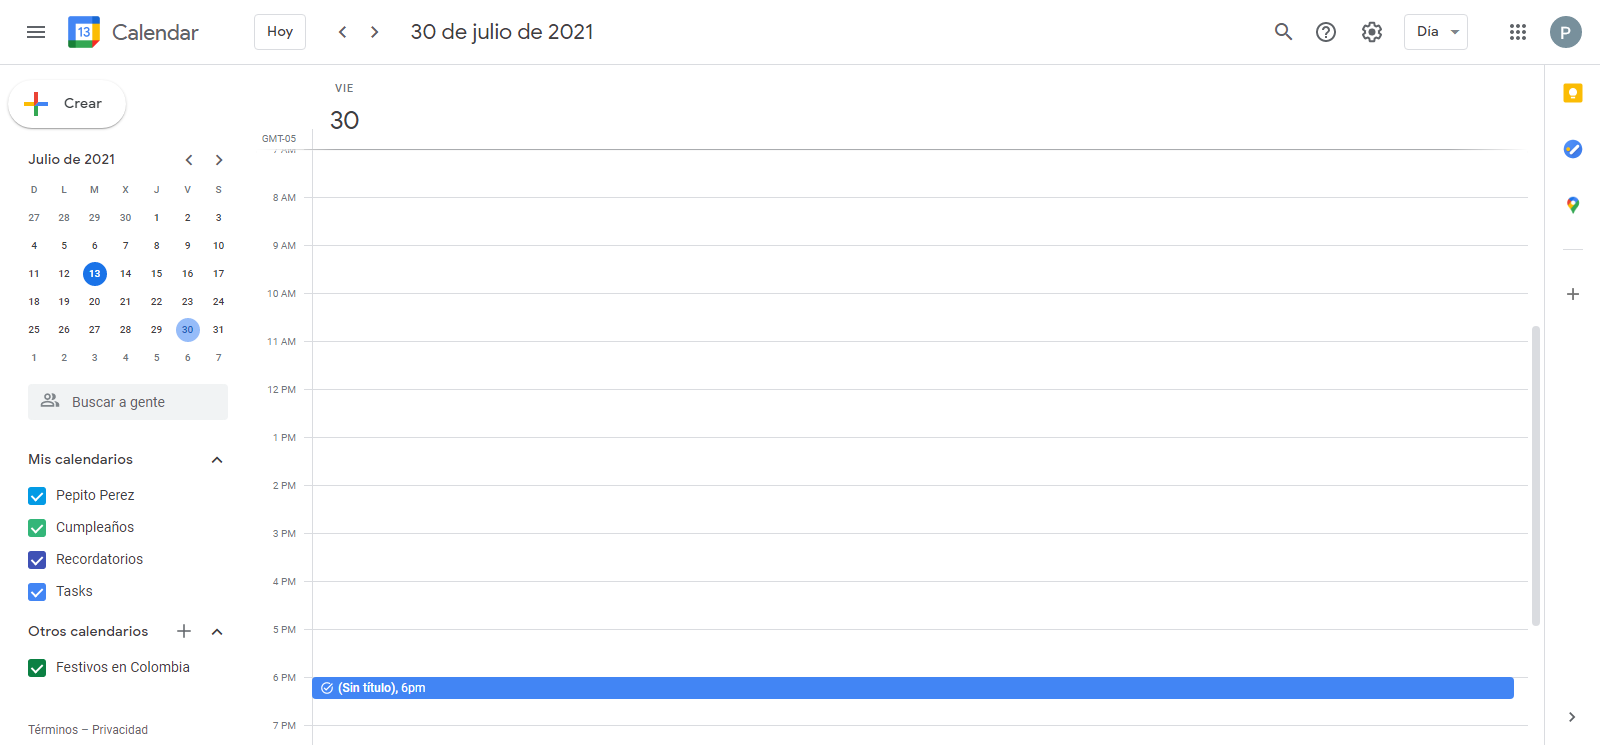 13 Calendar Hoy 30 de julio de 2021 Día P
Crear
Julio de 2021
D L M X J V S
27 28 29 30 1 2 3
4 5 6 7 8 9 10
11 12 13 14 15 16 17
18 19 20 21 22 23 24
25 26 27 28 29 30 31
1 2 3 4 5 6 7
Buscar a gente
Mis calendarios
Pepito Perez
Cumpleaños
Recordatorios
Tasks
Otros calendarios
Festivos en Colombia
Términos – Privacidad
VIE
30
GMT-05
7 AM
8 AM
9 AM
10 AM
11 AM
12 PM
1 PM
2 PM
3 PM
4 PM
5 PM
6 PM
(Sin título), 6pm
7 PM